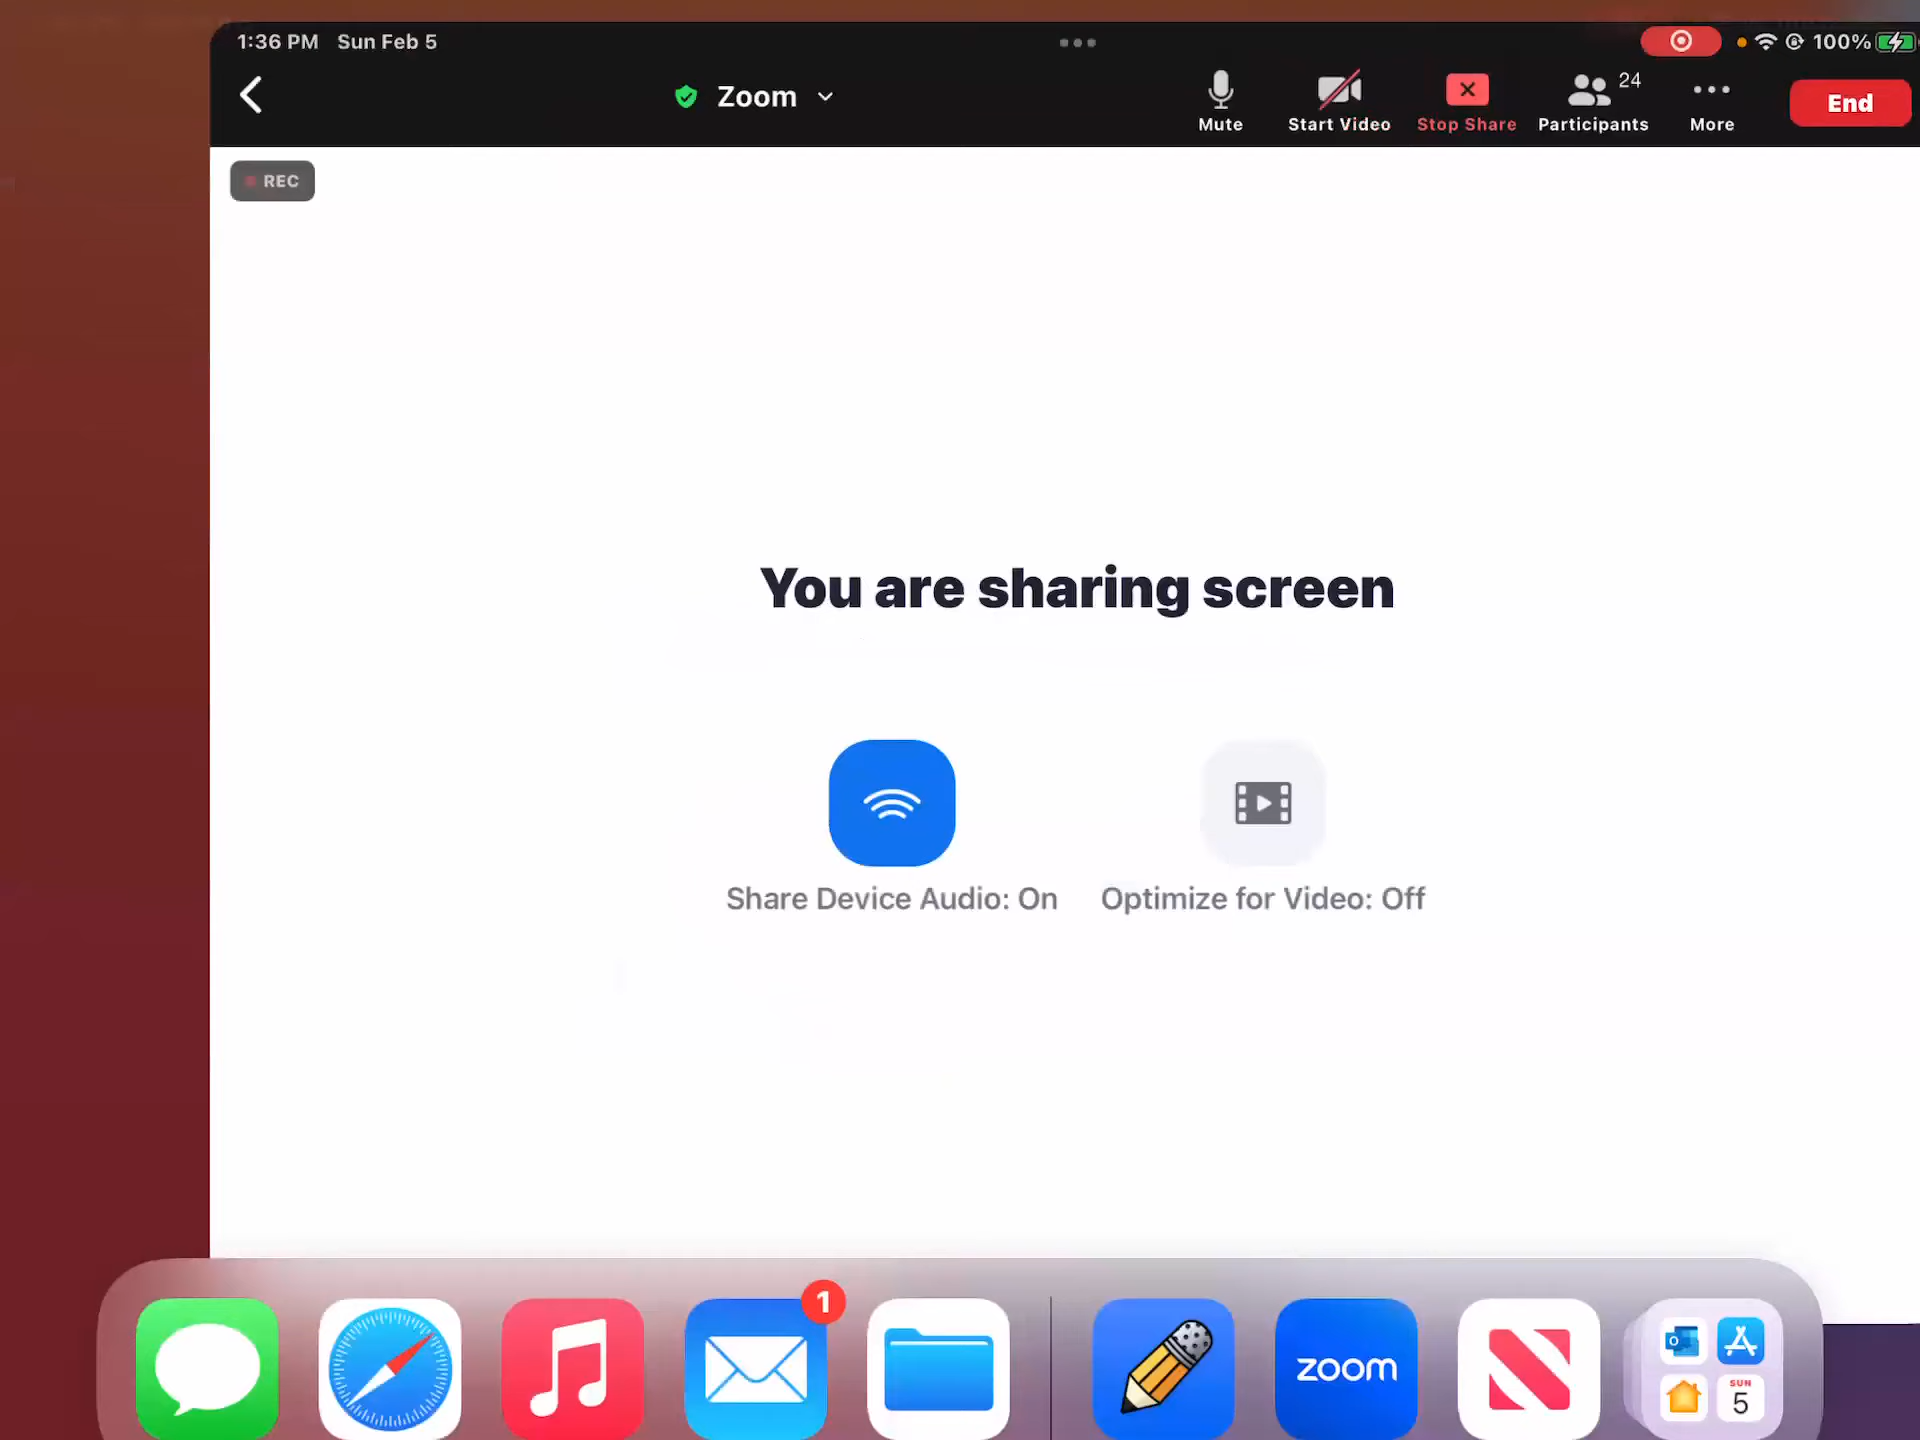 1:36 PM Sun Feb 5
100%
Zoom
Mute
Start Video
Stop Share
Participants
24
More
End
REC
You are sharing screen
Share Device Audio: On
Optimize for Video: Off
1
zoom
SUN
5